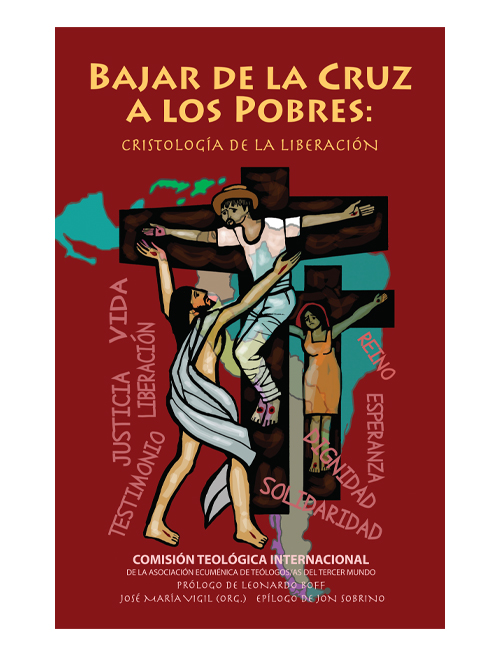 BAJAR DE LA CRUZ
A LOS POBRES:
CRISTOLOGÍA DE LA LIBERACIÓN
VIDA
JUSTICIA
LIBERACIÓN
TESTIMONIO
REINO
ESPERANZA
DIGNIDAD
SOLIDARIDAD
COMISIÓN TEOLÓGICA INTERNACIONAL
DE LA ASOCIACIÓN ECUMÉNICA DE TEÓLOGOS/AS DEL TERCER MUNDO
PRÓLOGO DE LEONARDO BOFF
JOSÉ MARÍA VIGIL (ORG.) EPÍLOGO DE JON SOBRINO